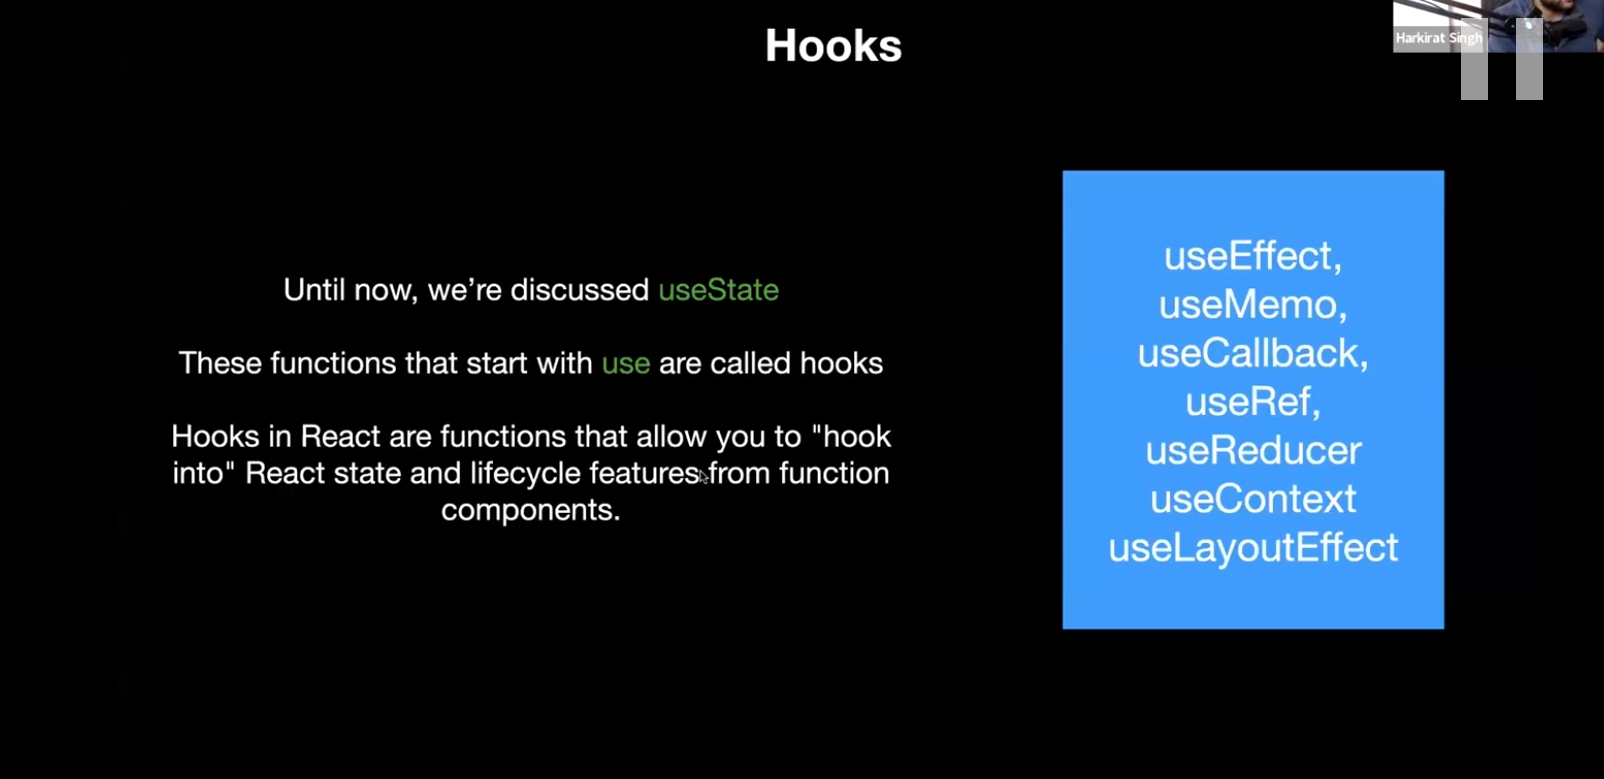 Hooks
Harkirat Singh
Until now, we're discussed useState
These functions that start with use are called hooks
Hooks in React are functions that allow you to "hook
into" React state and lifecycle features from function
components.
useEffect,
useMemo,
useCallback,
useRef,
useReducer
useContext
useLayoutEffect